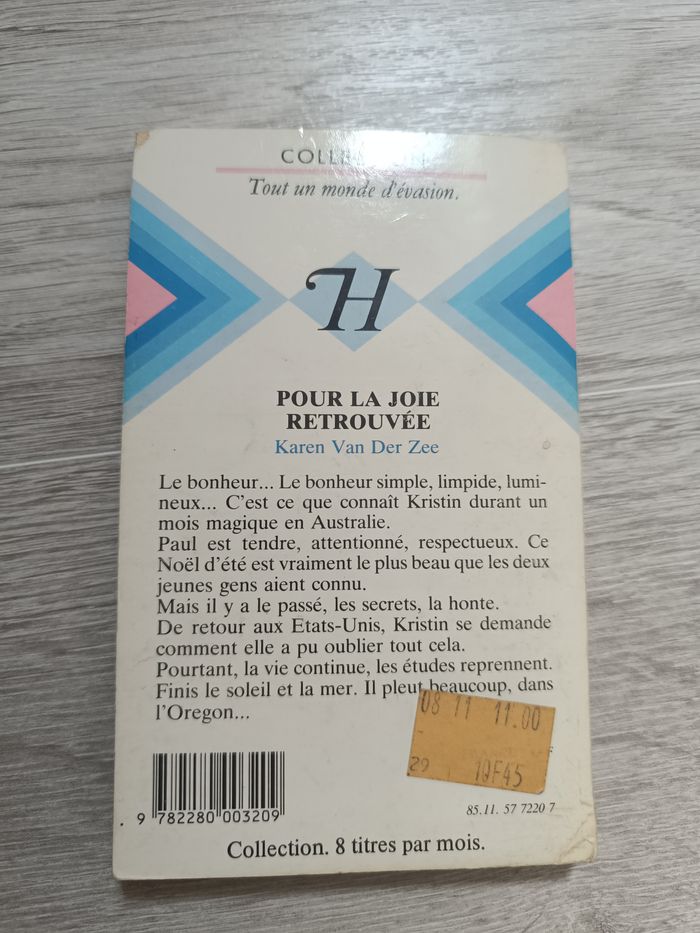 Tout un monde d'évasion.
H
POUR LA JOIE
RETROUVÉE
Karen Van Der Zee
Le bonheur... Le bonheur simple, limpide, lumi-
neux... C'est ce que connaît Kristin durant un
mois magique en Australie.
Paul est tendre, attentionné, respectueux. Ce
Noël d'été est vraiment le plus beau que les deux
jeunes gens aient connu.
Mais il y a le passé, les secrets, la honte.
De retour aux Etats-Unis, Kristin se demande
comment elle a pu oublier tout cela.
Pourtant, la vie continue, les études reprennent.
Finis le soleil et la mer. Il pleut beaucoup, dans
l'Oregon...
08 11 11.00
29 10F45
9 782280 003209
85.11. 57 7220 7
Collection. 8 titres par mois.